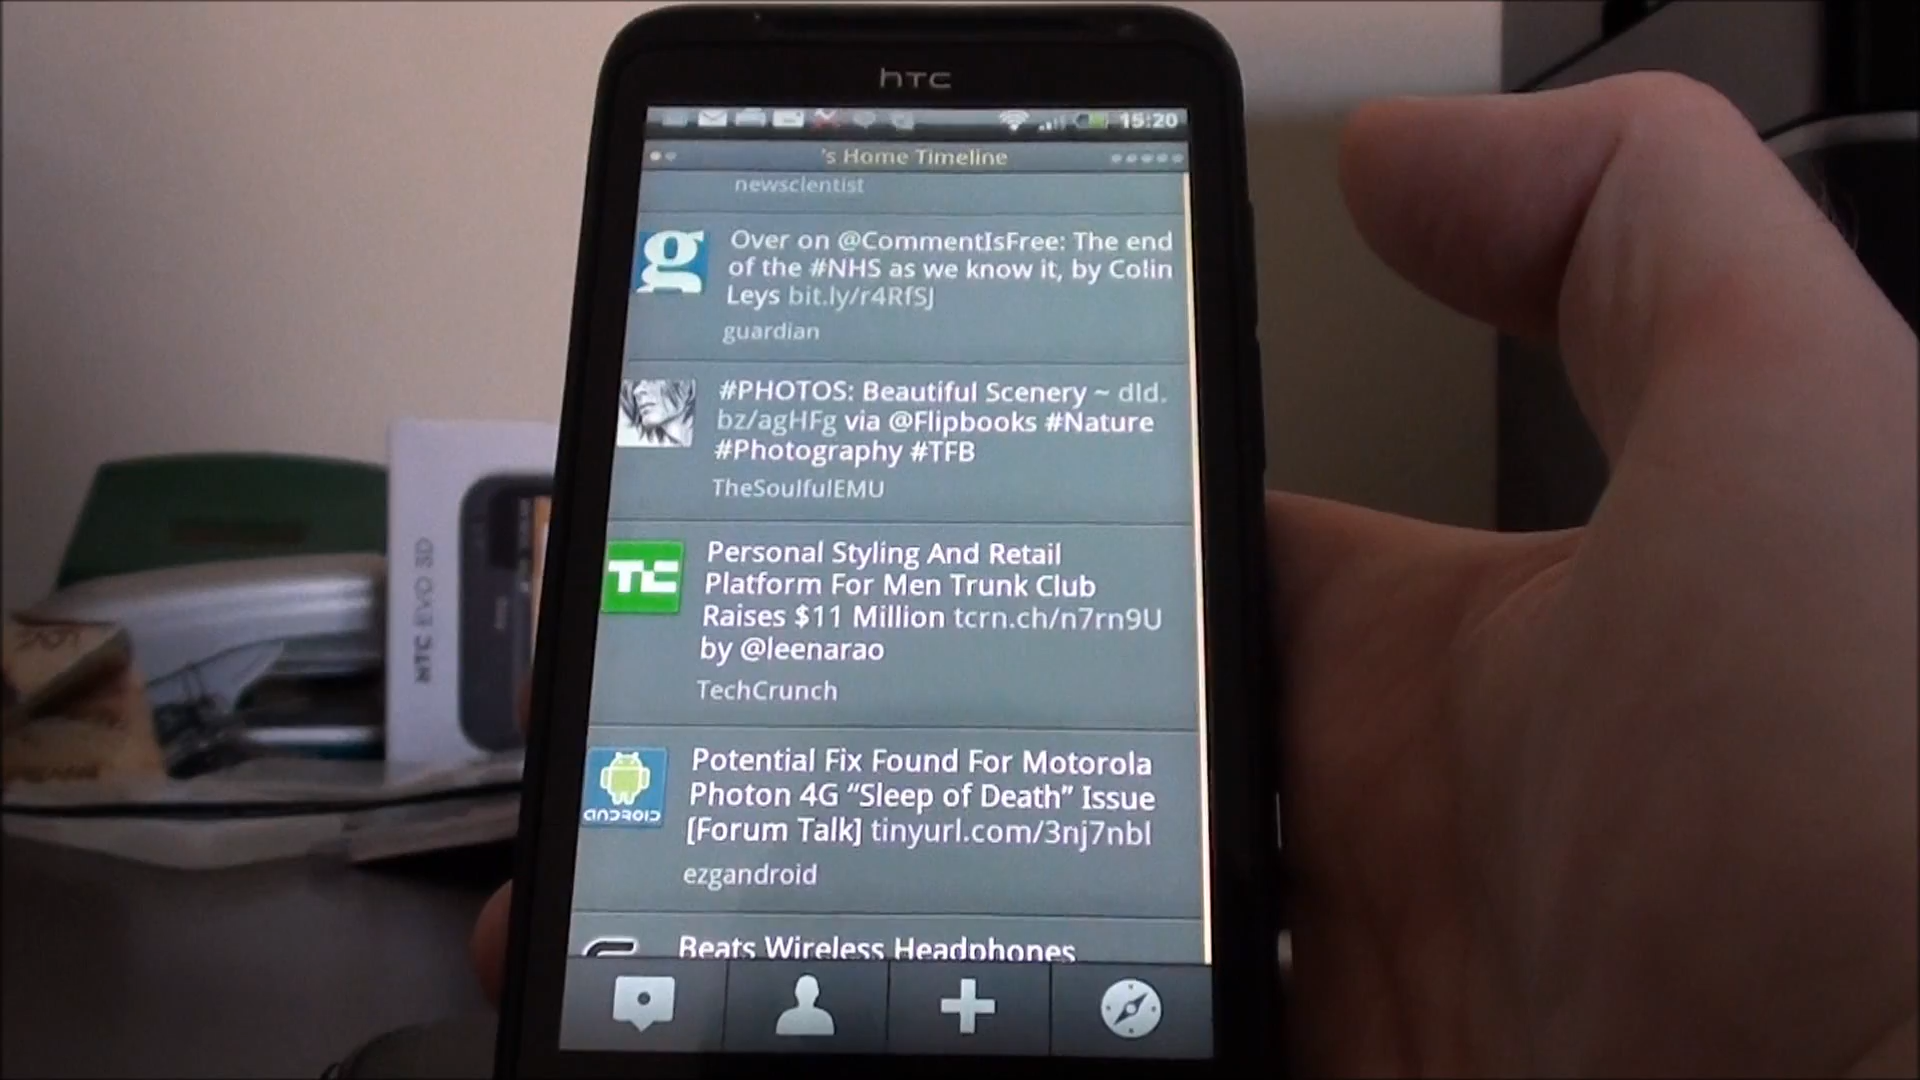 hTC
15:20
's Home Timeline
newscientist
g
Over on @CommentIsFree: The end
of the #NHS as we know it, by Colin
Leys bit.ly/r4RfSJ
guardian
#PHOTOS: Beautiful Scenery ~ dld.
bz/agHFg via @Flipbooks #Nature
#Photography #TFB
TheSoulfulEMU
TC
Personal Styling And Retail
Platform For Men Trunk Club
Raises $11 Million tcrn.ch/n7rn9U
by @leenarao
TechCrunch
ANDROID
Potential Fix Found For Motorola
Photon 4G “Sleep of Death” Issue
[Forum Talk] tinyurl.com/3nj7nbl
ezgandroid
Beats Wireless Headphones
HTC EVO 3D